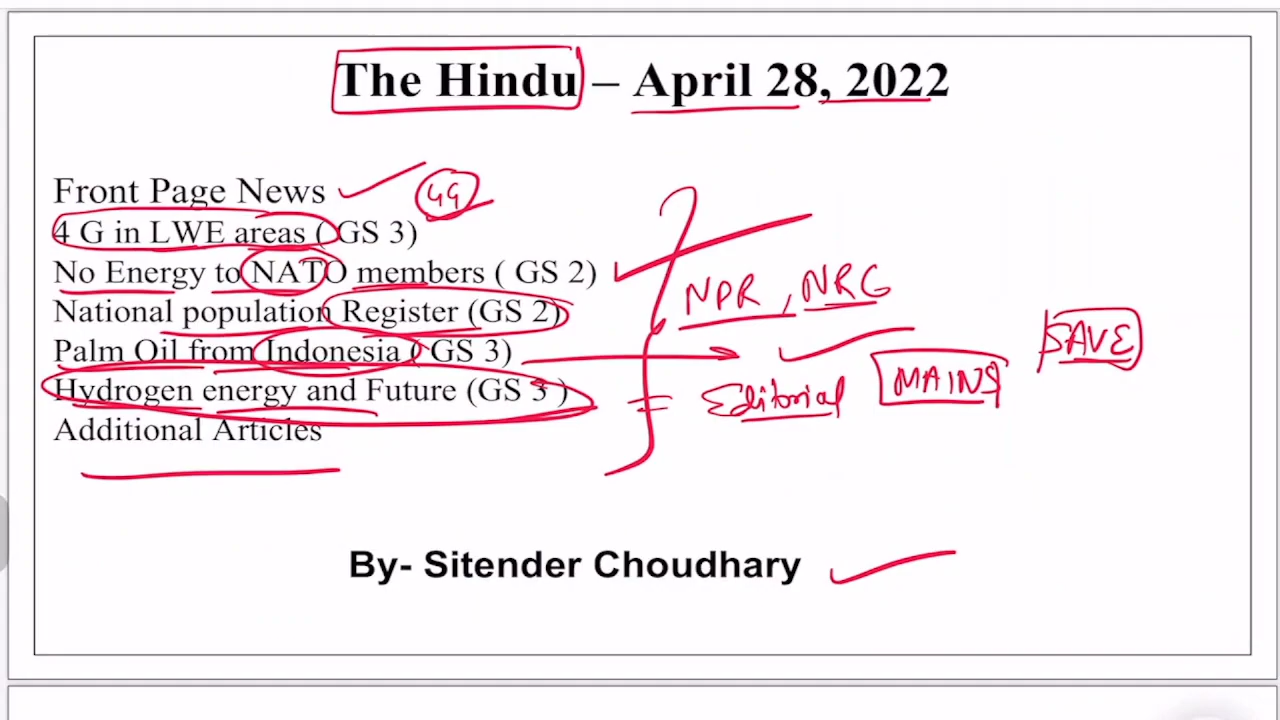 The Hindu – April 28, 2022
Front Page News
4G
4 G in LWE areas ( GS 3)
No Energy to NATO members ( GS 2)
NPR , NRC
National population Register (GS 2)
Palm Oil from Indonesia ( GS 3)
SAVE
Hydrogen energy and Future (GS 3 )
Editorial MAINS
Additional Articles
By- Sitender Choudhary